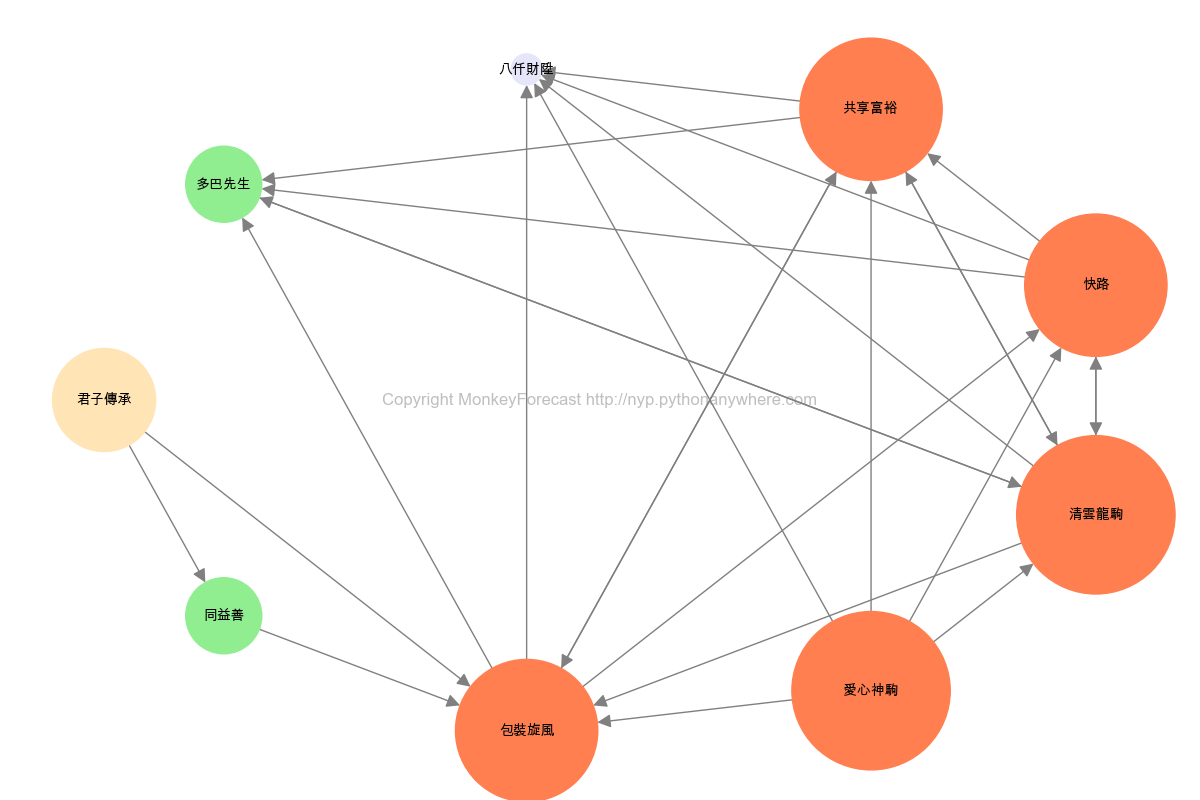 八仟財陞
共享富裕
多巴先生
快路
君子傳承
Copyright MonkeyForecast http://nyp.pythonanywhere.com
清雲龍駒
同益善
愛心神駒
包裝旋風